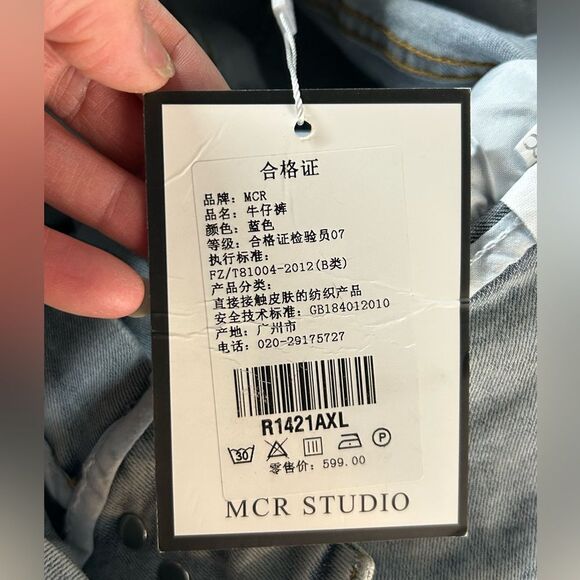 合格证
品牌: MCR
品名: 牛仔裤
颜色: 蓝色
等级: 合格证检验员07
执行标准:
FZ/T81004-2012(B类)
产品分类:
直接接触皮肤的纺织产品
安全技术标准: GB184012010
产地: 广州市
电话: 020-29175727
R1421AXL
30 P
零售价: 599.00
MCR STUDIO